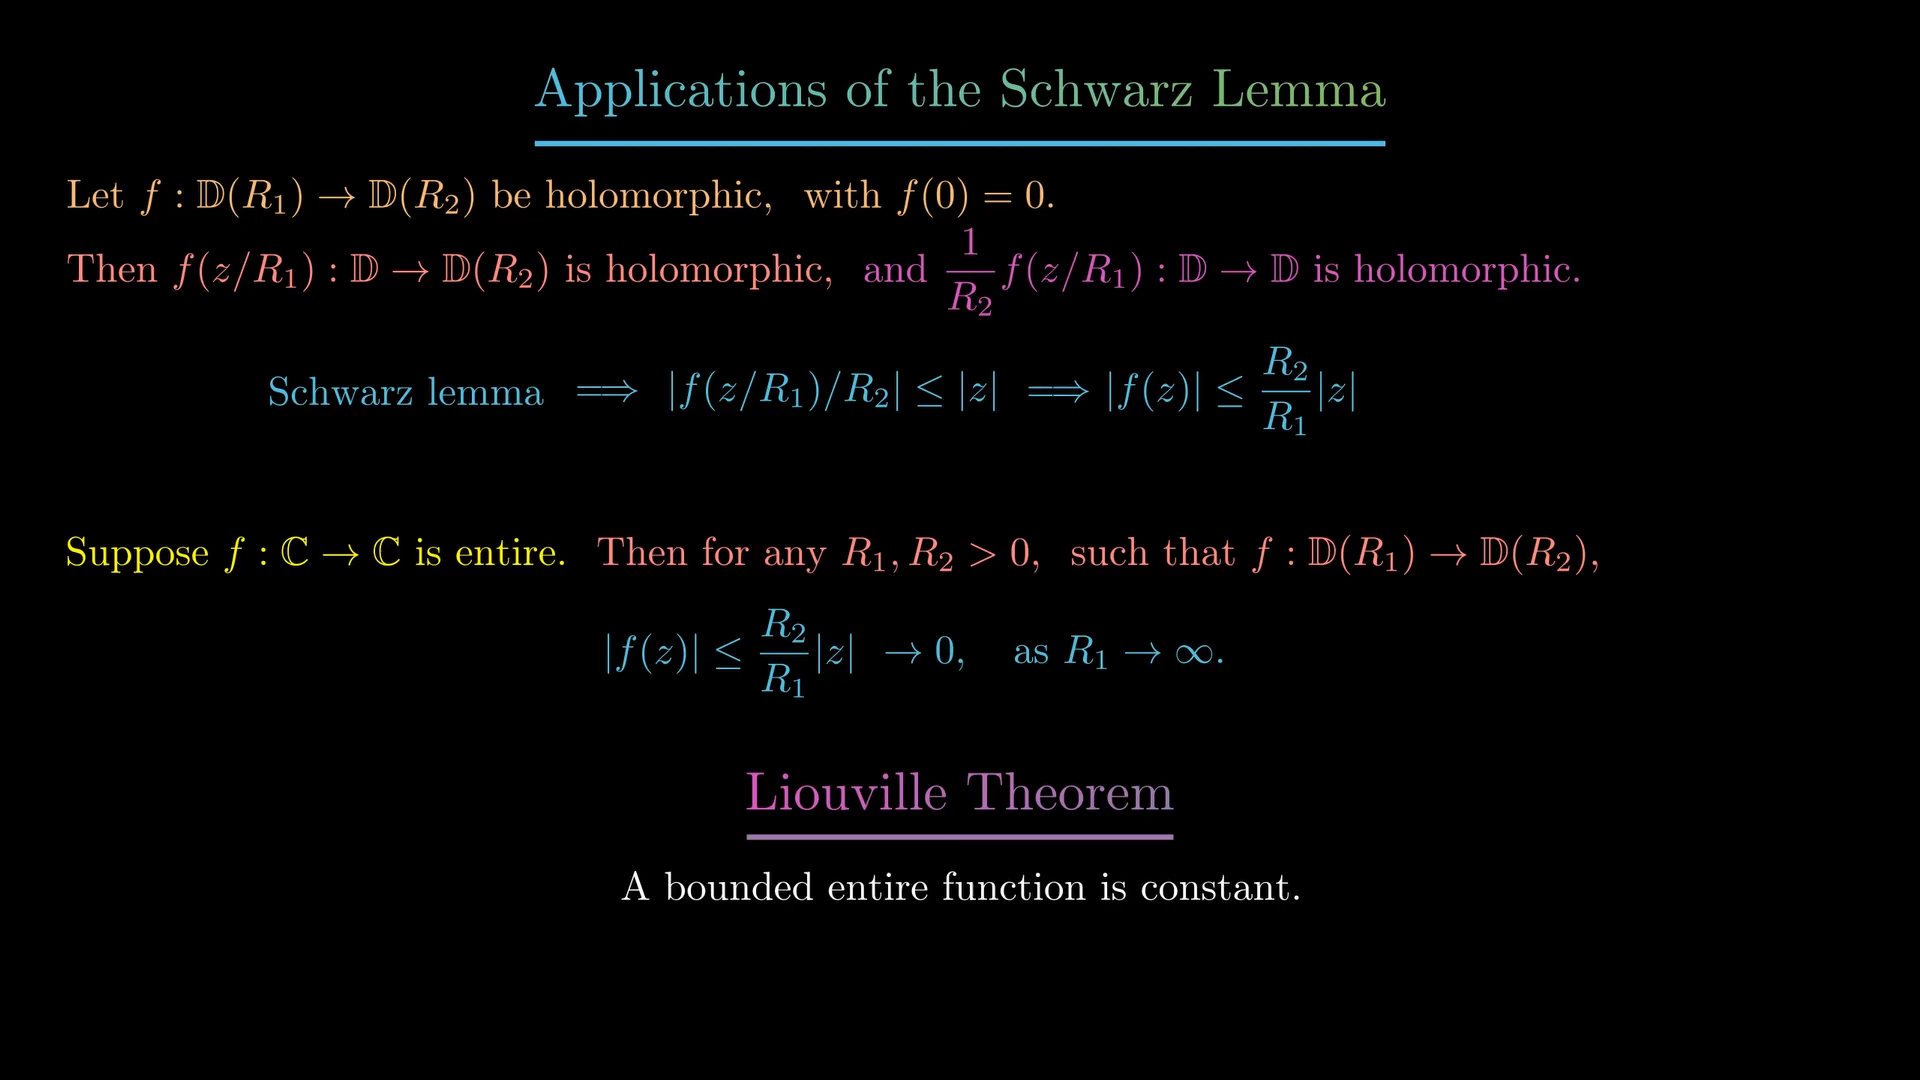 Applications of the Schwarz Lemma
Let f : 𝔻(R₁) → 𝔻(R₂) be holomorphic, with f(0) = 0.
Then f(z/R₁) : 𝔻 → 𝔻(R₂) is holomorphic, and 1/R₂ f(z/R₁) : 𝔻 → 𝔻 is holomorphic.
Schwarz lemma ⟹ |f(z/R₁)/R₂| ≤ |z| ⟹ |f(z)| ≤ R₂/R₁ |z|
Suppose f : ℂ → ℂ is entire. Then for any R₁, R₂ > 0, such that f : 𝔻(R₁) → 𝔻(R₂),
|f(z)| ≤ R₂/R₁ |z| → 0, as R₁ → ∞.
Liouville Theorem
A bounded entire function is constant.